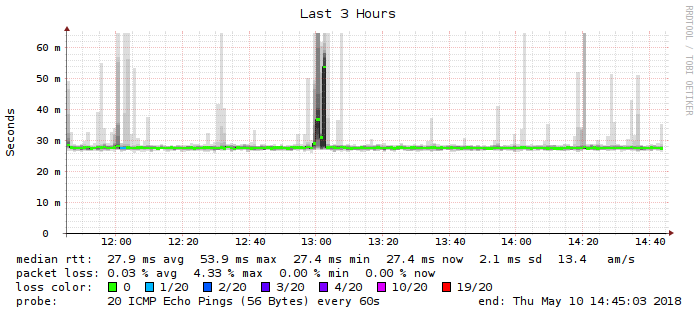 Last 3 Hours
RRDTOOL / TOBI OETIKER
Seconds
60 m
50 m
40 m
30 m
20 m
10 m
0
12:00 12:20 12:40 13:00 13:20 13:40 14:00 14:20 14:40
median rtt: 27.9 ms avg 53.9 ms max 27.4 ms min 27.4 ms now 2.1 ms sd 13.4 am/s
packet loss: 0.03 % avg 4.33 % max 0.00 % min 0.00 % now
loss color: 0 1/20 2/20 3/20 4/20 10/20 19/20
probe: 20 ICMP Echo Pings (56 Bytes) every 60s end: Thu May 10 14:45:03 2018